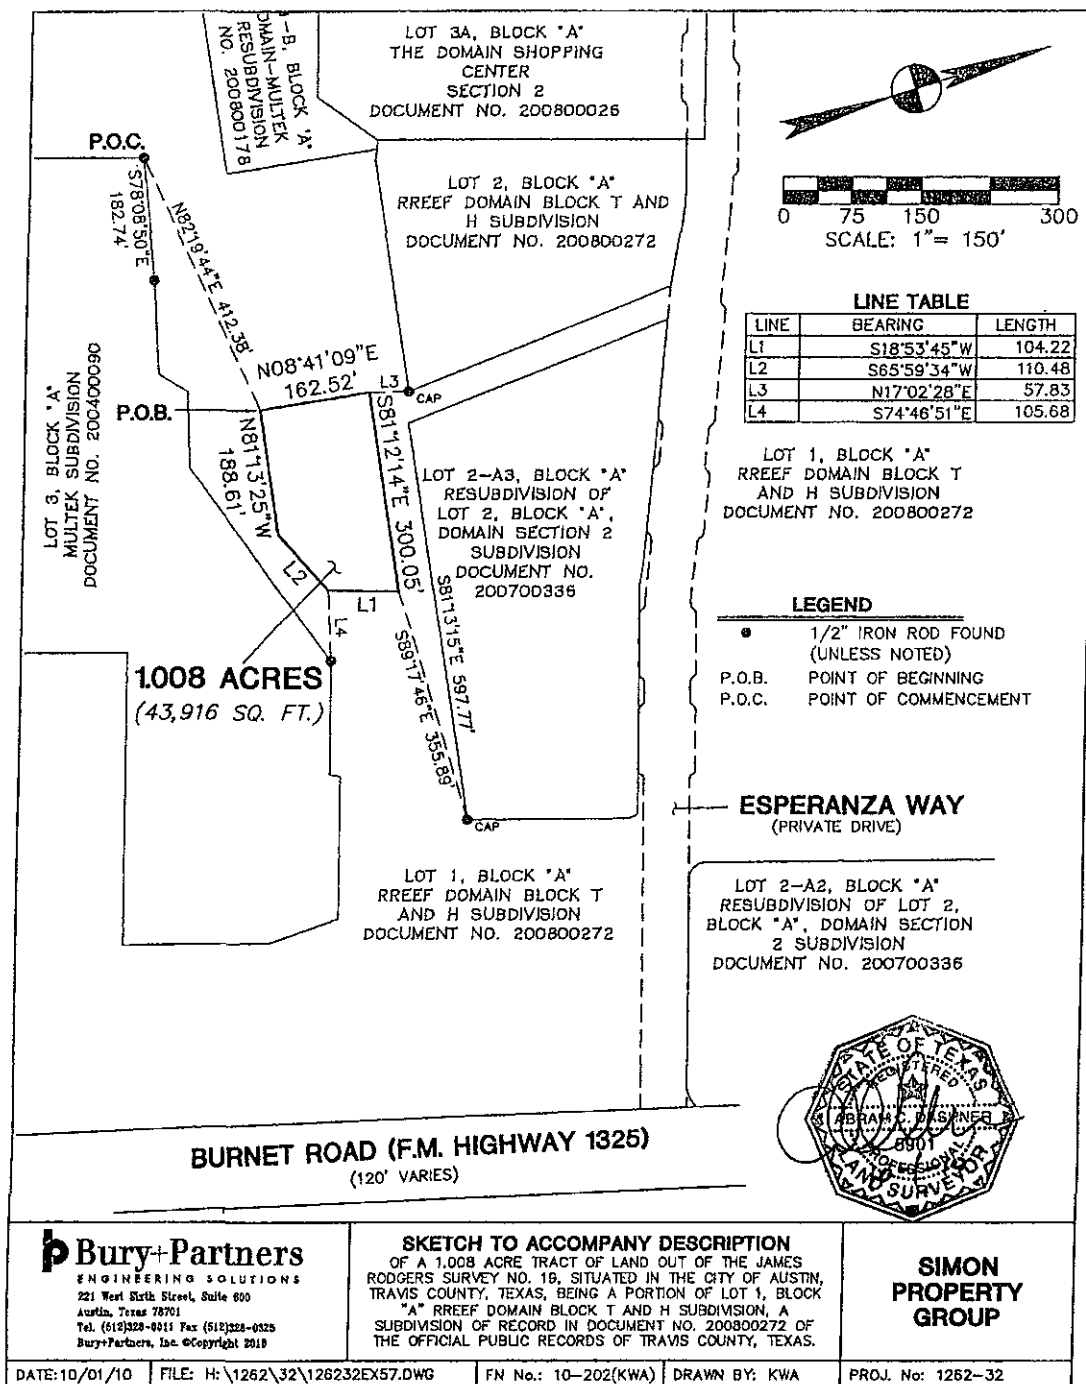 -B, BLOCK "A"
OMAIN-MULTEK
RESUBDIVISION
NO. 200800178
LOT 3A, BLOCK "A"
THE DOMAIN SHOPPING
CENTER
SECTION 2
DOCUMENT NO. 200800026
P.O.C.
S78°08'50"E
182.74'
N82°19'44"E 412.38'
LOT 2, BLOCK "A"
RREEF DOMAIN BLOCK T AND
H SUBDIVISION
DOCUMENT NO. 200800272
0 75 150 300
SCALE: 1"= 150'
LINE TABLE
LINE BEARING LENGTH
L1 S18°53'45"W 104.22
L2 S65°59'34"W 110.48
L3 N17°02'28"E 57.83
L4 S74°46'51"E 105.68
N08°41'09"E
162.52'
L3
CAP
P.O.B.
N81°13'25"W
188.61'
S81°12'14"E 300.05'
LOT 3, BLOCK "A"
MULTEK SUBDIVISION
DOCUMENT NO. 200400090
LOT 2-A3, BLOCK "A"
RESUBDIVISION OF
LOT 2, BLOCK "A",
DOMAIN SECTION 2
SUBDIVISION
DOCUMENT NO.
200700336
LOT 1, BLOCK "A"
RREEF DOMAIN BLOCK T
AND H SUBDIVISION
DOCUMENT NO. 200800272
L2
L1
L4
S81°13'15"E 597.77'
S89°17'46"E 355.89'
1.008 ACRES
(43,916 SQ. FT.)
LEGEND
1/2" IRON ROD FOUND
(UNLESS NOTED)
P.O.B. POINT OF BEGINNING
P.O.C. POINT OF COMMENCEMENT
CAP
ESPERANZA WAY
(PRIVATE DRIVE)
LOT 1, BLOCK "A"
RREEF DOMAIN BLOCK T
AND H SUBDIVISION
DOCUMENT NO. 200800272
LOT 2-A2, BLOCK "A"
RESUBDIVISION OF LOT 2,
BLOCK "A", DOMAIN SECTION
2 SUBDIVISION
DOCUMENT NO. 200700336
STATE OF TEXAS
REGISTERED
ABRAM C. DASHNER
5901
PROFESSIONAL
LAND SURVEYOR
BURNET ROAD (F.M. HIGHWAY 1325)
(120' VARIES)
Bury+Partners
ENGINEERING SOLUTIONS
221 West Sixth Street, Suite 600
Austin, Texas 78701
Tel. (512)328-0011 Fax (512)328-0325
Bury+Partners, Inc. ©Copyright 2010
SKETCH TO ACCOMPANY DESCRIPTION
OF A 1.008 ACRE TRACT OF LAND OUT OF THE JAMES
RODGERS SURVEY NO. 19, SITUATED IN THE CITY OF AUSTIN,
TRAVIS COUNTY, TEXAS, BEING A PORTION OF LOT 1, BLOCK
"A" RREEF DOMAIN BLOCK T AND H SUBDIVISION, A
SUBDIVISION OF RECORD IN DOCUMENT NO. 200800272 OF
THE OFFICIAL PUBLIC RECORDS OF TRAVIS COUNTY, TEXAS.
SIMON
PROPERTY
GROUP
DATE:10/01/10 FILE: H:\1262\32\126232EX57.DWG FN No.: 10-202(KWA) DRAWN BY: KWA PROJ. No: 1262-32